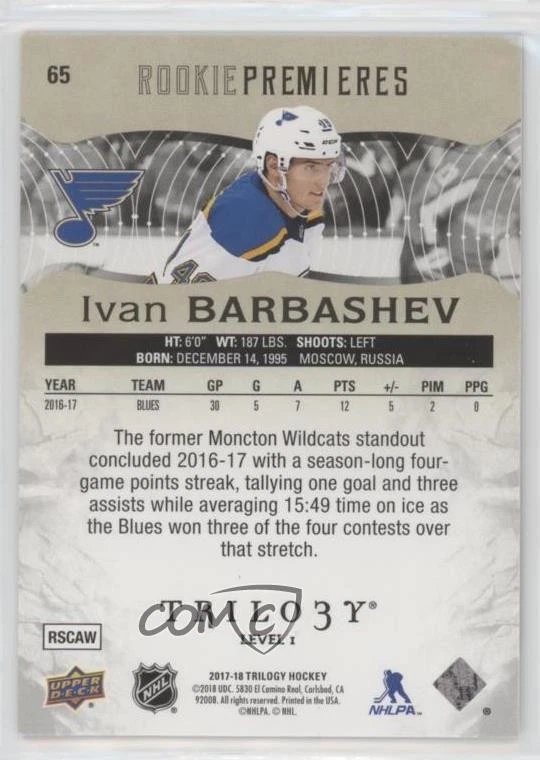 65
ROOKIE PREMIERES
Ivan BARBASHEV
HT: 6'0" WT: 187 LBS. SHOOTS: LEFT
BORN: DECEMBER 14, 1995 MOSCOW, RUSSIA
YEAR TEAM GP G A PTS +/- PIM PPG
2016-17 BLUES 30 5 7 12 5 2 0
The former Moncton Wildcats standout
concluded 2016-17 with a season-long four-
game points streak, tallying one goal and three
assists while averaging 15:49 time on ice as
the Blues won three of the four contests over
that stretch.
TRILO3Y®
COMC
LEVEL 1
RSCAW
UPPER
DECK
NHL
2017-18 TRILOGY HOCKEY
©2018 UDC. 5830 El Camino Real, Carlsbad, CA
92008. All rights reserved. Printed in the USA.
©NHLPA. © NHL.
NHLPA
®